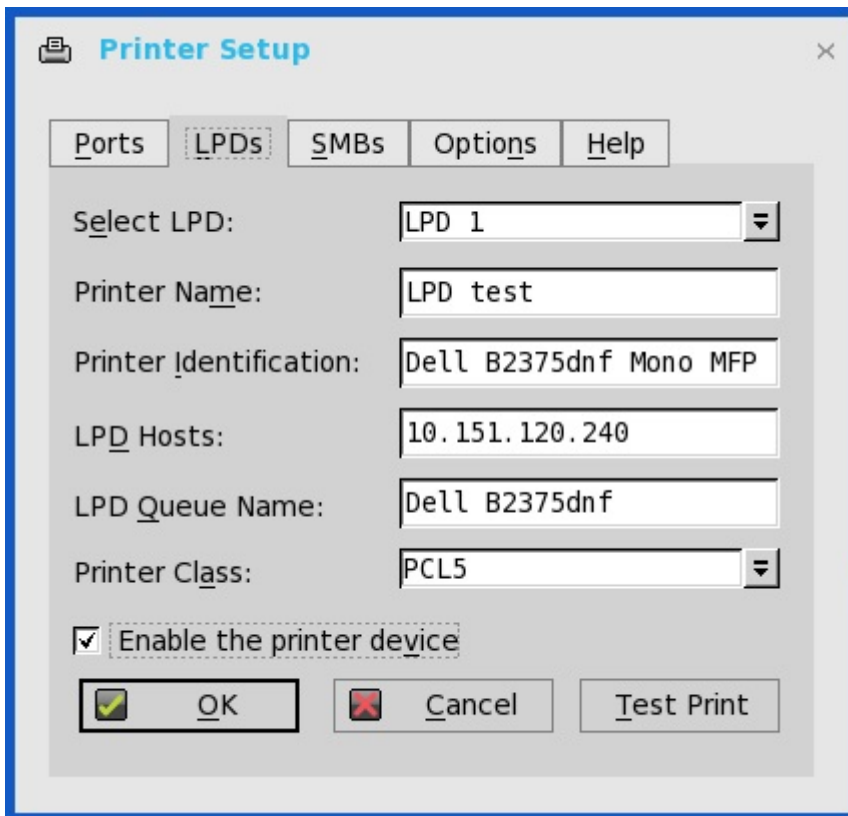 Printer Setup
Ports LPDs SMBs Options Help
Select LPD: LPD 1
Printer Name: LPD test
Printer Identification: Dell B2375dnf Mono MFP
LPD Hosts: 10.151.120.240
LPD Queue Name: Dell B2375dnf
Printer Class: PCL5
Enable the printer device
OK Cancel Test Print